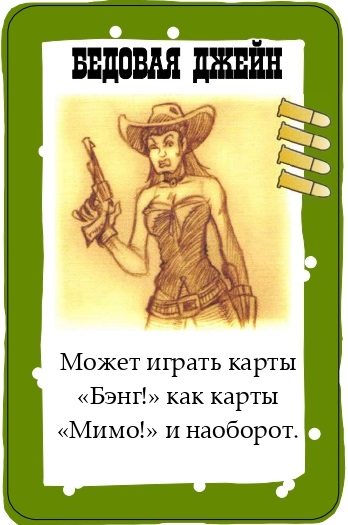 БЕДОВАЯ ДЖЕЙН
Может играть карты
«Бэнг!» как карты
«Мимо!» и наоборот.